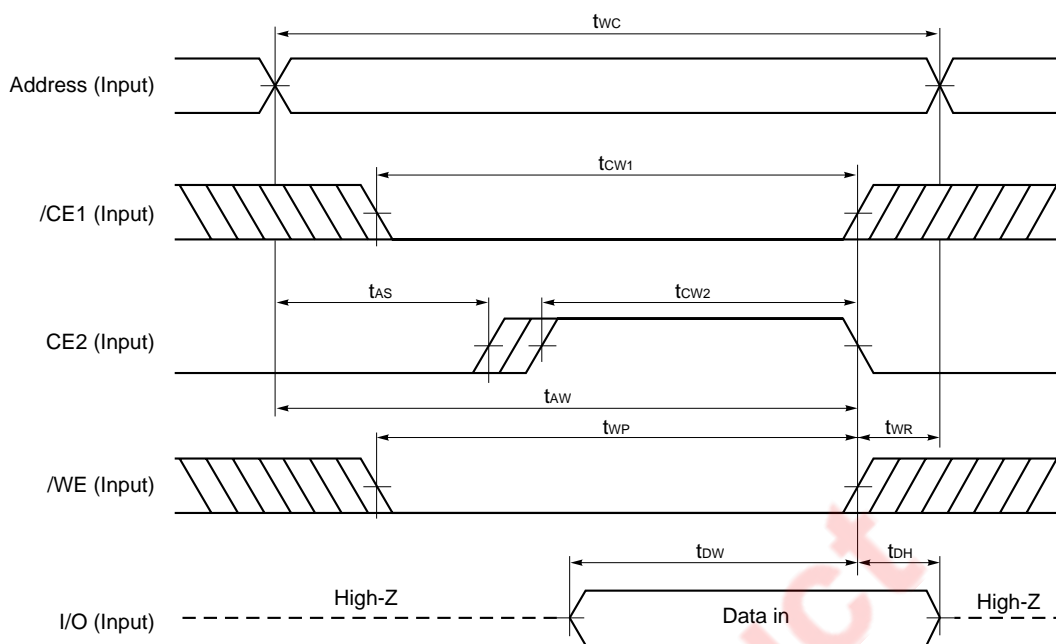 tWC
Address (Input)
tCW1
/CE1 (Input)
tAS
tCW2
CE2 (Input)
tAW
tWP
tWR
/WE (Input)
tDW
tDH
High-Z
Data in
High-Z
I/O (Input)
uct